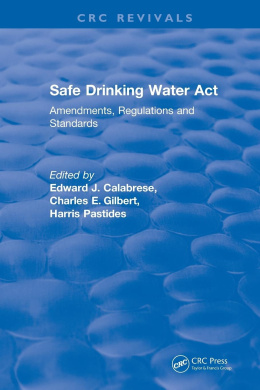 CRC REVIVALS
Safe Drinking Water Act
Amendments, Regulations and
Standards
Edited by
Edward J. Calabrese,
Charles E. Gilbert,
Harris Pastides
CRC Press
Taylor & Francis Group